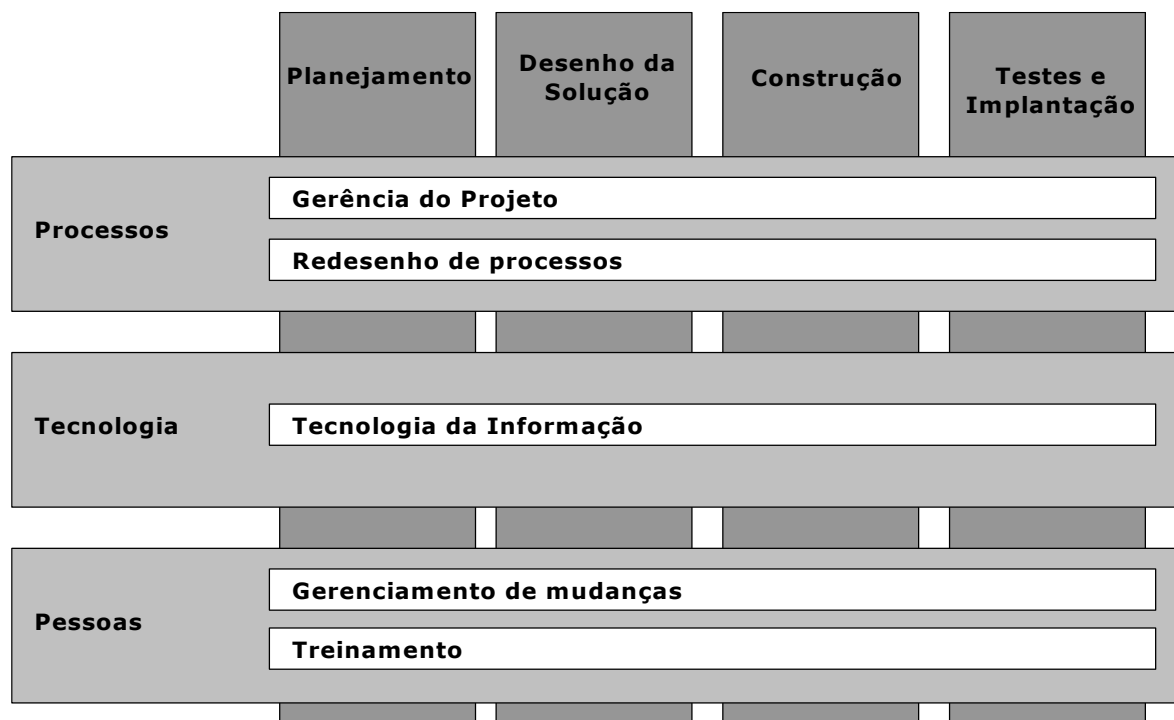 Planejamento
Desenho da
Solução
Construção
Testes e
Implantação
Processos
Gerência do Projeto
Redesenho de processos
Tecnologia
Tecnologia da Informação
Pessoas
Gerenciamento de mudanças
Treinamento